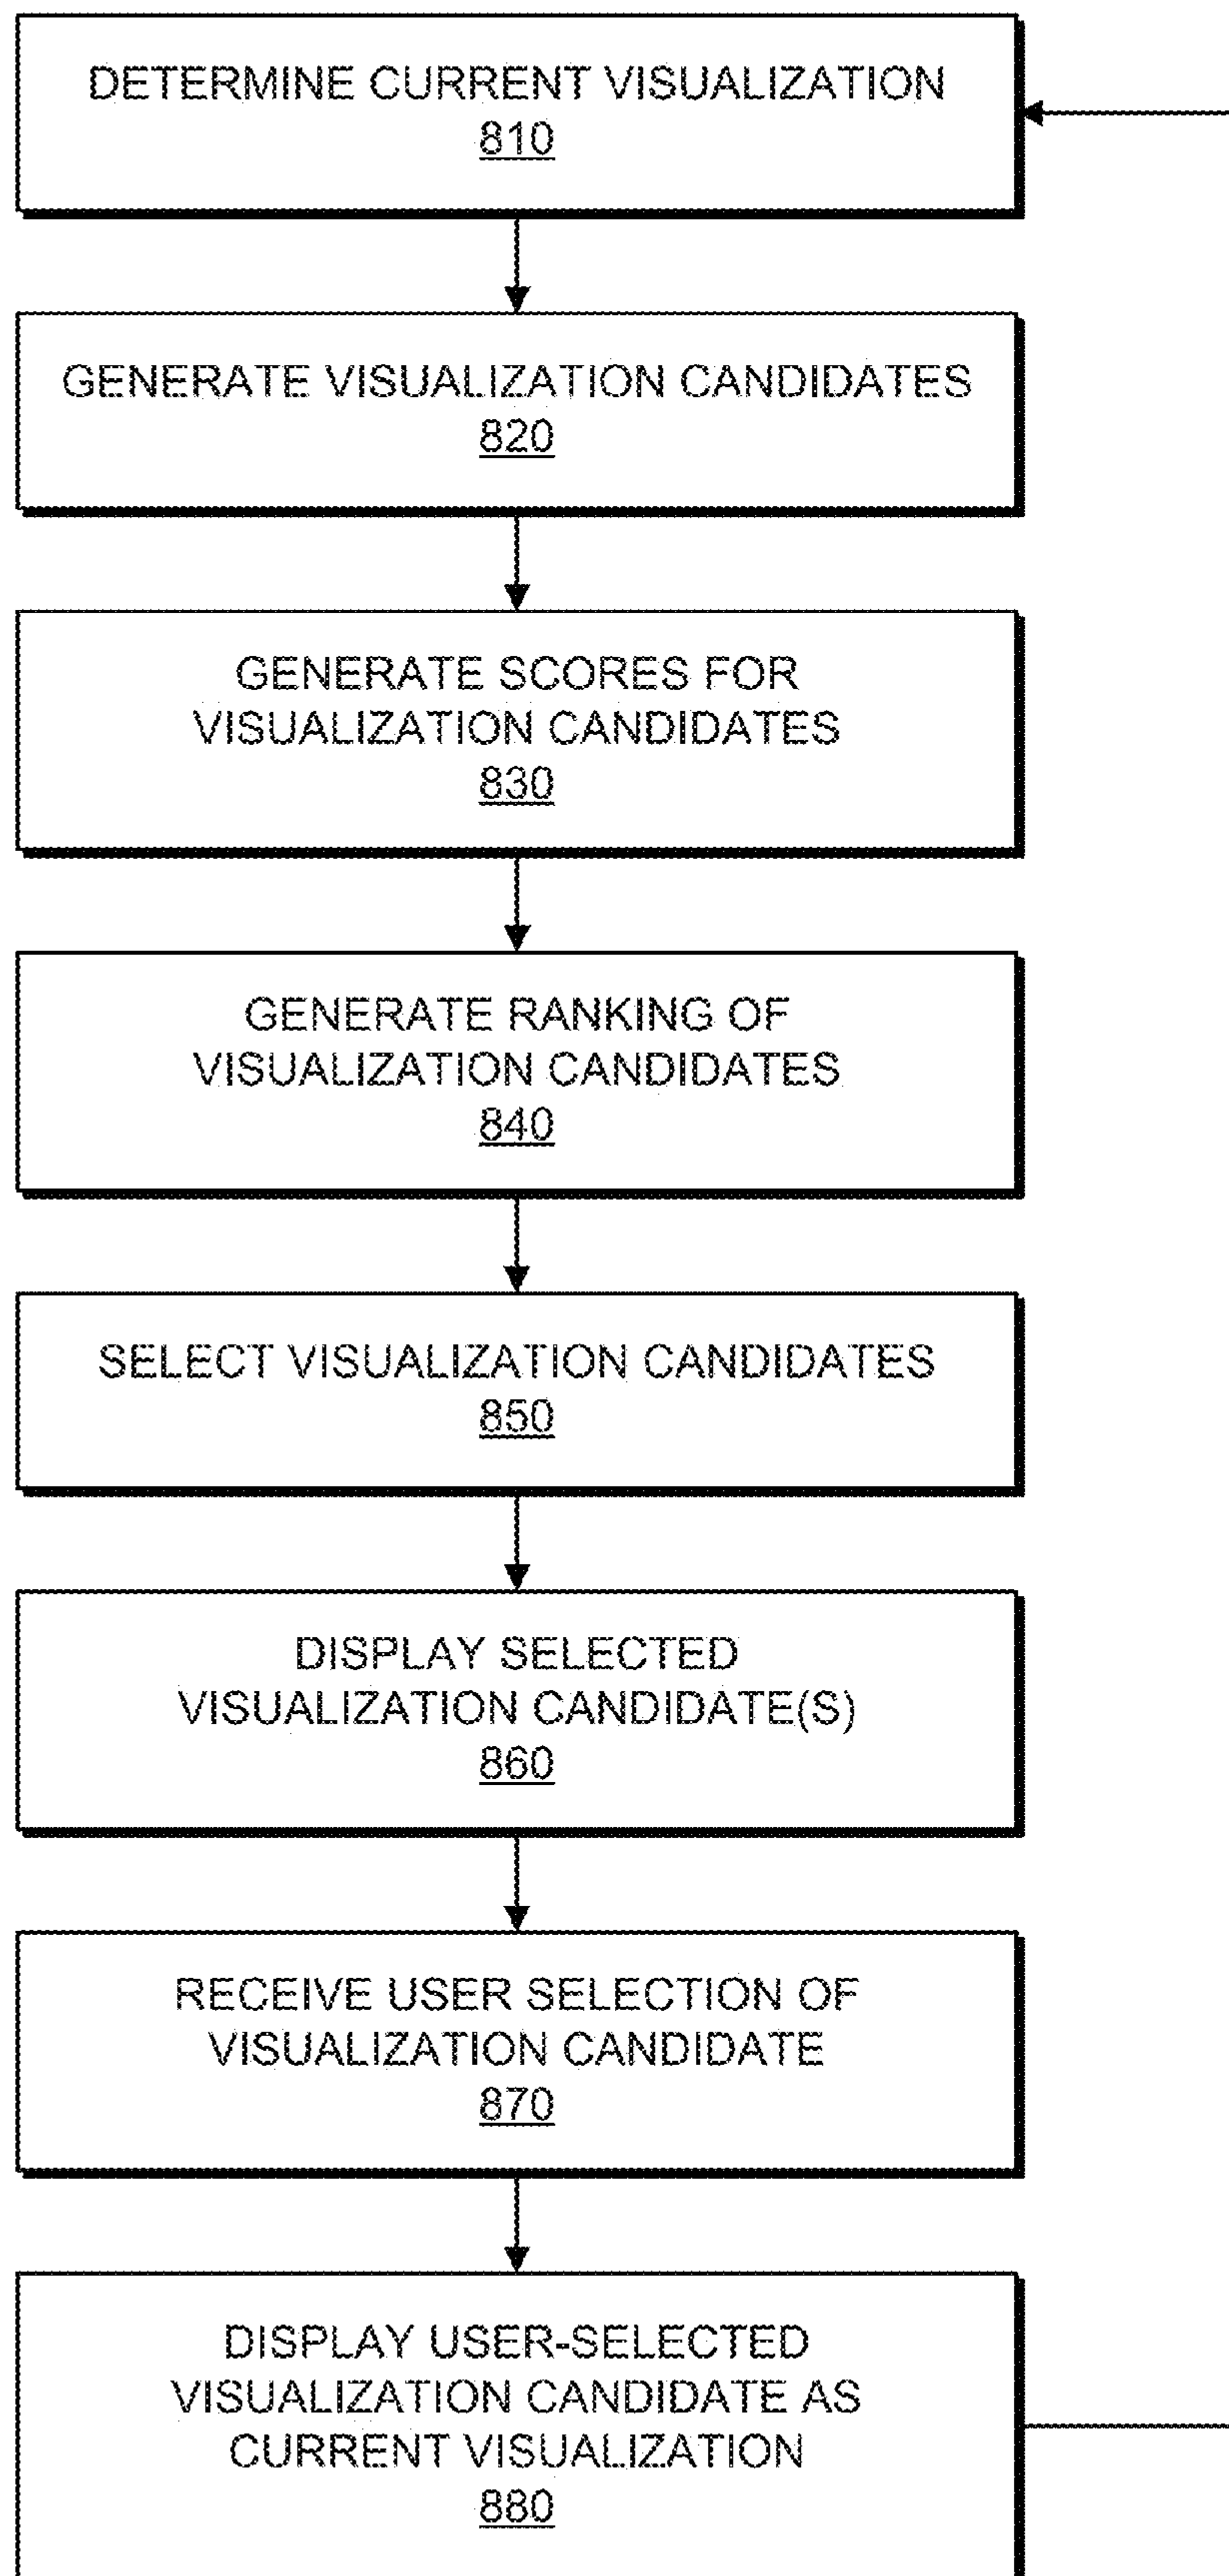 DETERMINE CURRENT VISUALIZATION
810
GENERATE VISUALIZATION CANDIDATES
820
GENERATE SCORES FOR
VISUALIZATION CANDIDATES
830
GENERATE RANKING OF
VISUALIZATION CANDIDATES
840
SELECT VISUALIZATION CANDIDATES
850
DISPLAY SELECTED
VISUALIZATION CANDIDATE(S)
860
RECEIVE USER SELECTION OF
VISUALIZATION CANDIDATE
870
DISPLAY USER-SELECTED
VISUALIZATION CANDIDATE AS
CURRENT VISUALIZATION
880